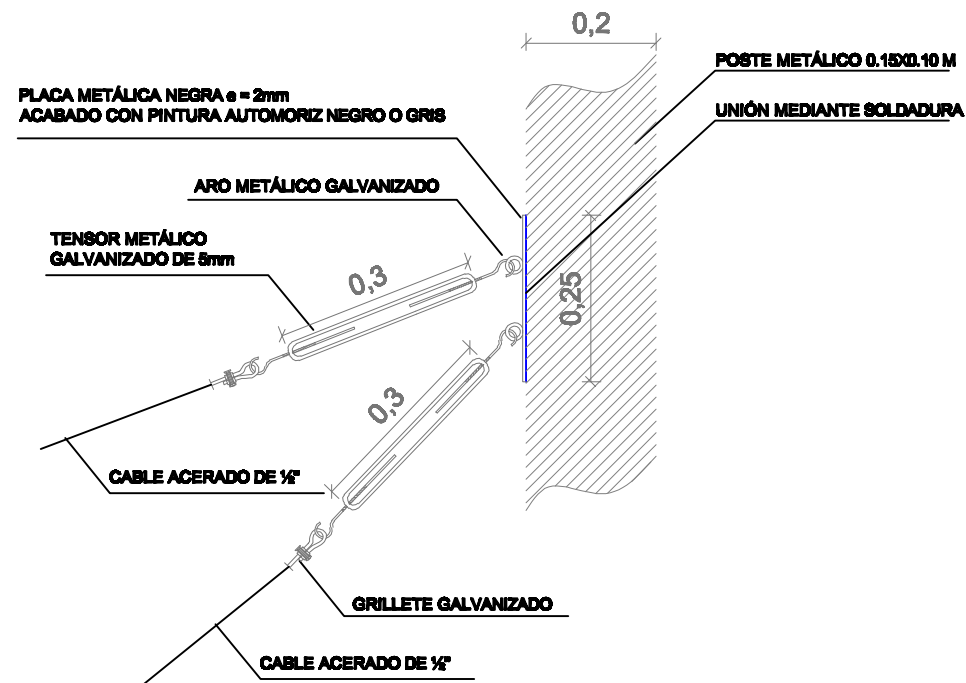 0,2
POSTE METÁLICO 0.15X0.10 M
PLACA METÁLICA NEGRA e = 2mm
ACABADO CON PINTURA AUTOMORIZ NEGRO O GRIS
UNIÓN MEDIANTE SOLDADURA
ARO METÁLICO GALVANIZADO
TENSOR METÁLICO
GALVANIZADO DE 5mm
0,3
0,25
0,3
CABLE ACERADO DE ½"
GRILLETE GALVANIZADO
CABLE ACERADO DE ½"